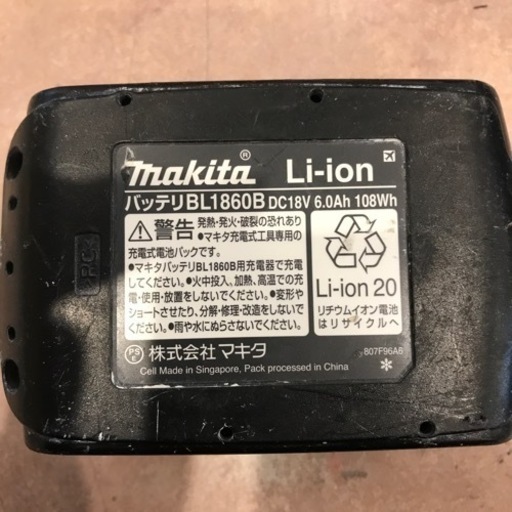 makita® Li-ion
バッテリBL1860B DC18V 6.0Ah 108Wh
警告 発熱・発火・破裂の恐れあり
●マキタ充電式工具専用の
充電式電池パックです。
●マキタバッテリBL1860B用充電器で充電
してください。●火中投入、加熱、高温での充
電・使用・放置をしないでください。●変形や
ショートさせたり、分解・修理・改造をしないで
ください。●雨や水にぬらさないでください。
Li-ion 20
リチウムイオン電池
はリサイクルへ
PS
E
株式会社マキタ
807F96A6
Cell Made in Singapore, Pack processed in China
*
>PC<